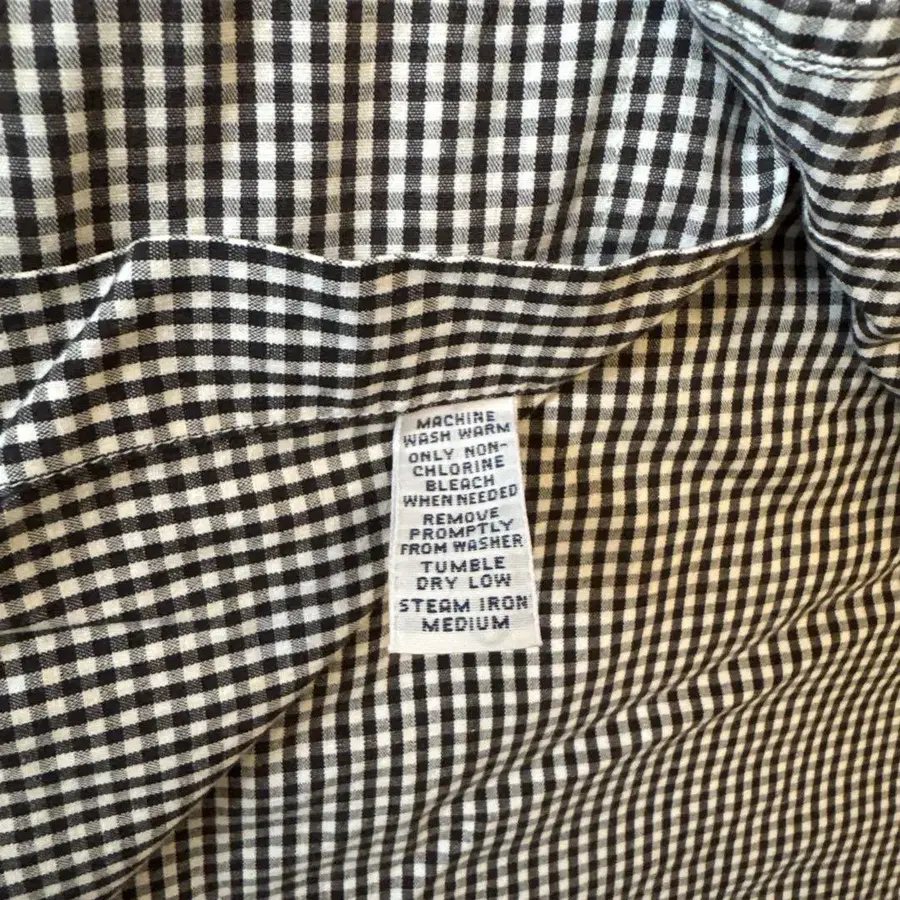 MACHINE
WASH WARM
ONLY NON-
CHLORINE
BLEACH
WHEN NEEDED
REMOVE
PROMPTLY
FROM WASHER
TUMBLE
DRY LOW
STEAM IRON
MEDIUM